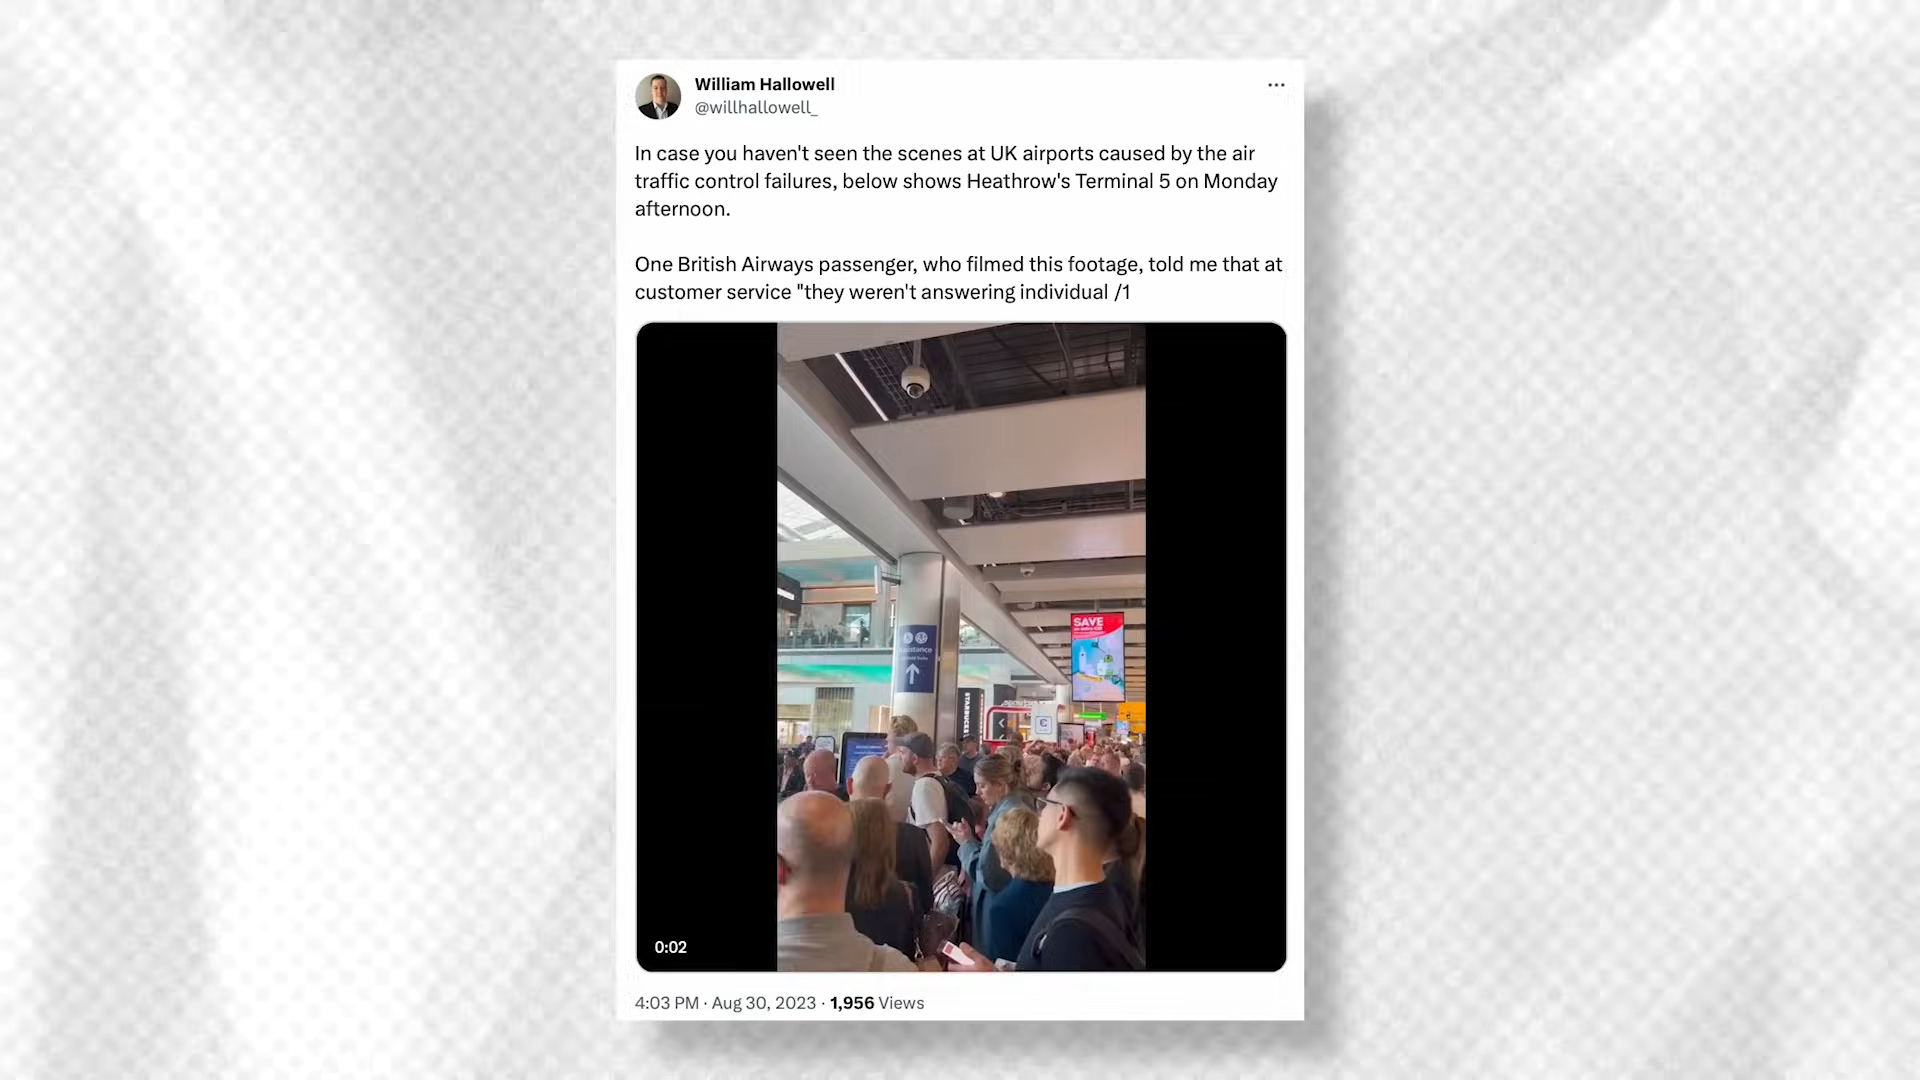 William Hallowell
@willhallowell_
In case you haven't seen the scenes at UK airports caused by the air
traffic control failures, below shows Heathrow's Terminal 5 on Monday
afternoon.
One British Airways passenger, who filmed this footage, told me that at
customer service "they weren't answering individual /1
SAVE
STARBUCKS
0:02
4:03 PM · Aug 30, 2023 · 1,956 Views